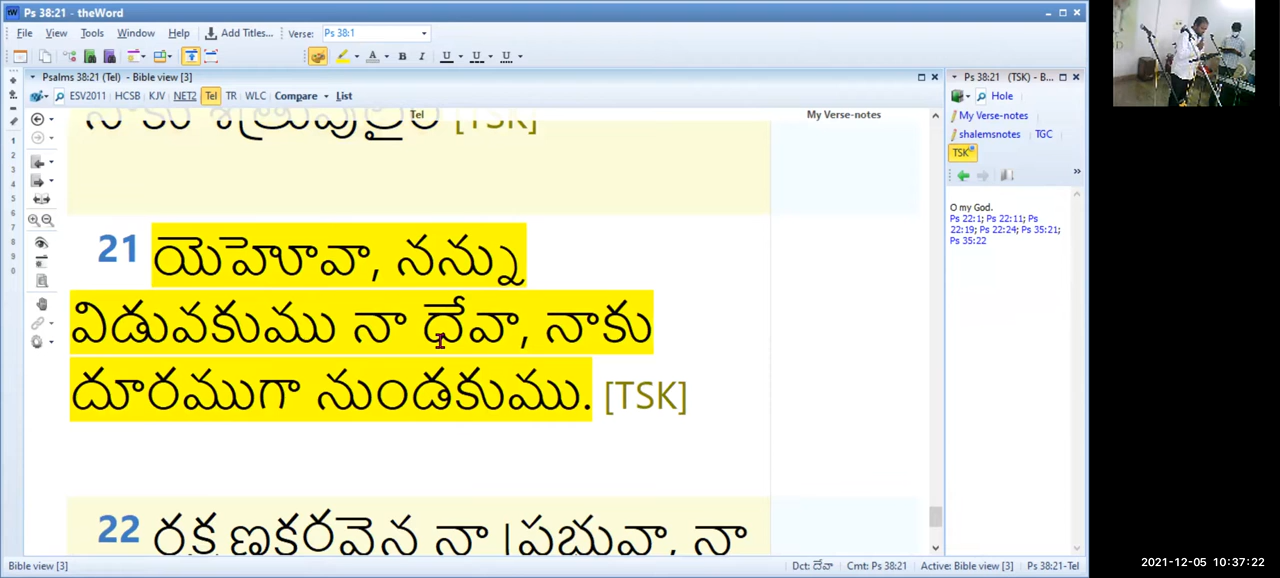 Ps 38:21 - theWord
File View Tools Window Help Add Titles... Verse: Ps 38:1
Psalms 38:21 (Tel) - Bible view [3]
ESV2011 HCSB KJV NET2 Tel TR WLC Compare List
Tel
My Verse-notes
[TSK]
21 యెహోవా, నన్ను
విడువకుము నా దేవా, నాకు
దూరముగా నుండకుము. [TSK]
22 రక్షణకర్తవైన నా ప్రభువా, నా
Ps 38:21 (TSK) - B...
Hole
My Verse-notes
shalemsnotes TGC
TSK
O my God.
Ps 22:1; Ps 22:11; Ps
22:19; Ps 22:24; Ps 35:21;
Ps 35:22
Bible view [3] Dct: దేవా Cmt: Ps 38:21 Active: Bible view [3] Ps 38:21-Tel
2021-12-05 10:37:22